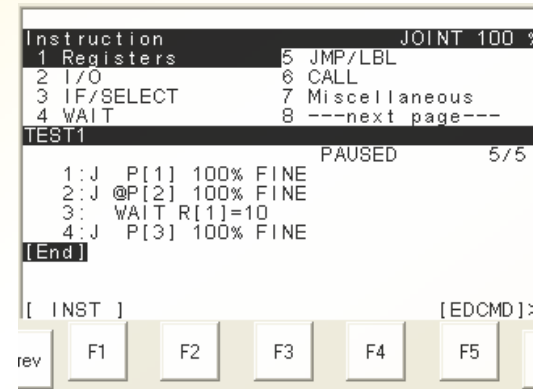 Instruction JOINT 100 %
1 Registers 5 JMP/LBL
2 I/O 6 CALL
3 IF/SELECT 7 Miscellaneous
4 WAIT 8 ---next page---
TEST1
PAUSED 5/5
1:J P[1] 100% FINE
2:J @P[2] 100% FINE
3: WAIT R[1]=10
4:J P[3] 100% FINE
[End]
[ INST ] [EDCMD]>
rev F1 F2 F3 F4 F5